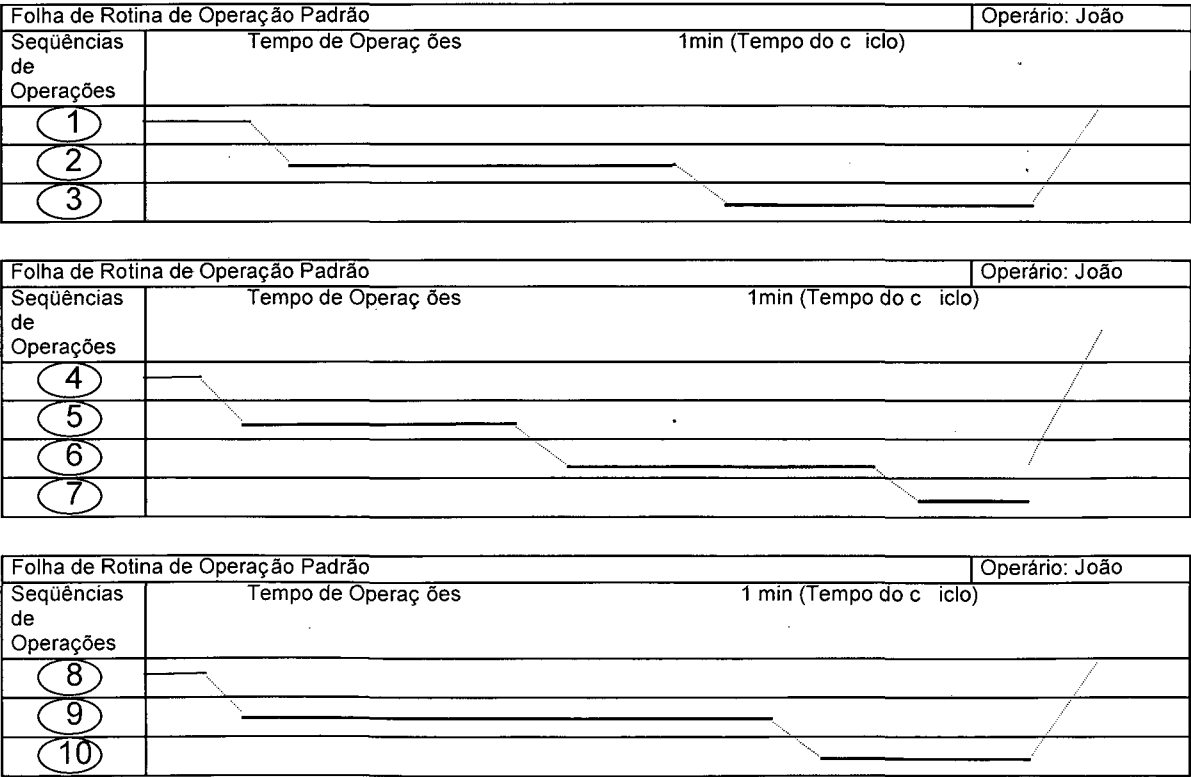 Folha de Rotina de Operação Padrão Operário: João
Seqüências Tempo de Operaç ões 1min (Tempo do c iclo)
de
Operações
1
2
3
Folha de Rotina de Operação Padrão Operário: João
Seqüências Tempo de Operaç ões 1min (Tempo do c iclo)
de
Operações
4
5
6
7
Folha de Rotina de Operação Padrão Operário: João
Seqüências Tempo de Operaç ões 1 min (Tempo do c iclo)
de
Operações
8
9
10